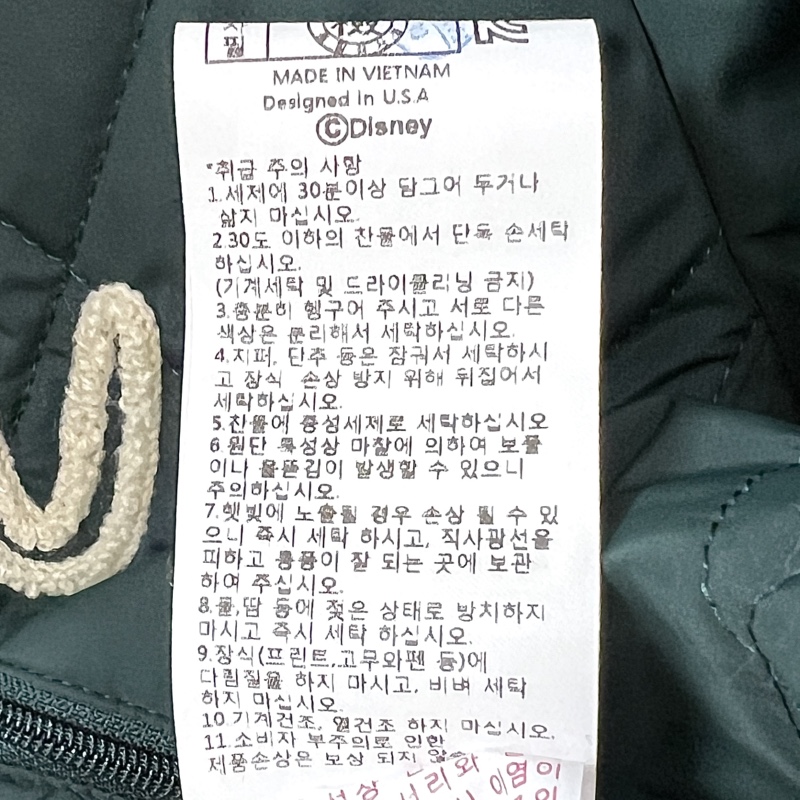 MADE IN VIETNAM
Designed in U.S.A
©Disney
*취급 주의 사항
1.세제에 30분이상 담그어 두거나
삶지 마십시오.
2.30도 이하의 찬물에서 단독 손세탁
하십시오.
(기계세탁 및 드라이클리닝 금지)
3.충분히 헹구어 주시고 서로 다른
색상은 분리해서 세탁하십시오.
4.지퍼, 단추 등은 잠궈서 세탁하시
고 장식 손상 방지 위해 뒤집어서
세탁하십시오.
5.찬물에 중성세제로 세탁하십시오
6.원단 특성상 마찰에 의하여 보풀
이나 올뜯김이 발생할 수 있으니
주의하십시오.
7.햇빛에 노출될 경우 손상 될 수 있
으니 즉시 세탁 하시고, 직사광선을
피하고 통풍이 잘 되는 곳에 보관
하여 주십시오.
8.물,땀 등에 젖은 상태로 방치하지
마시고 즉시 세탁 하십시오.
9.장식(프린트,고무와펜 등)에
다림질을 하지 마시고, 비벼 세탁
하지 마십시오.
10.기계건조, 열건조 하지 마십시오.
11.소비자 부주의로 인한
제품손상은 보상 되지